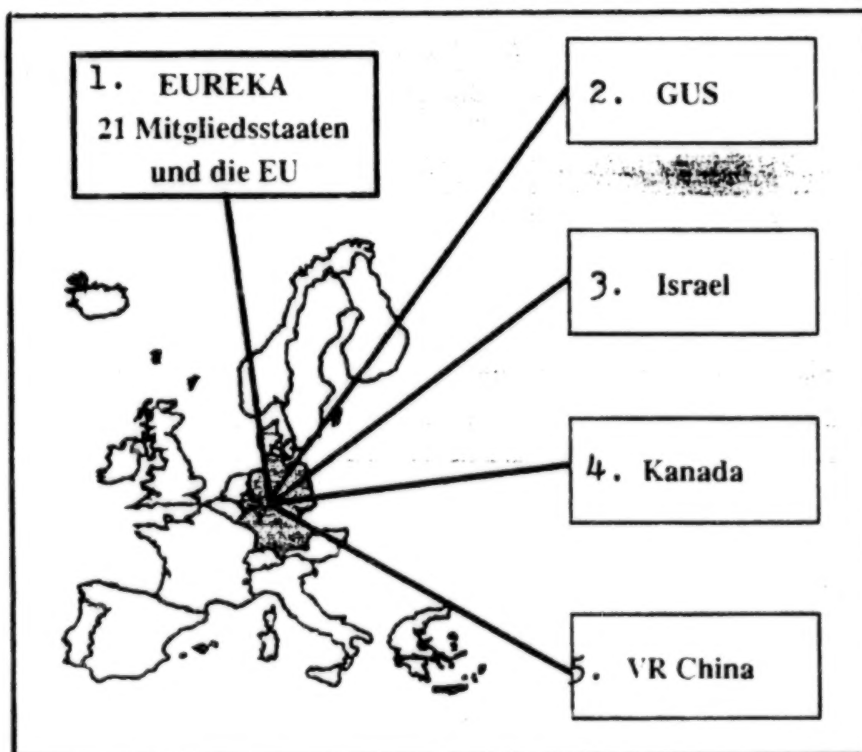 1. EUREKA
21 Mitgliedsstaaten
und die EU
2. GUS
3. Israel
4. Kanada
5. VR China